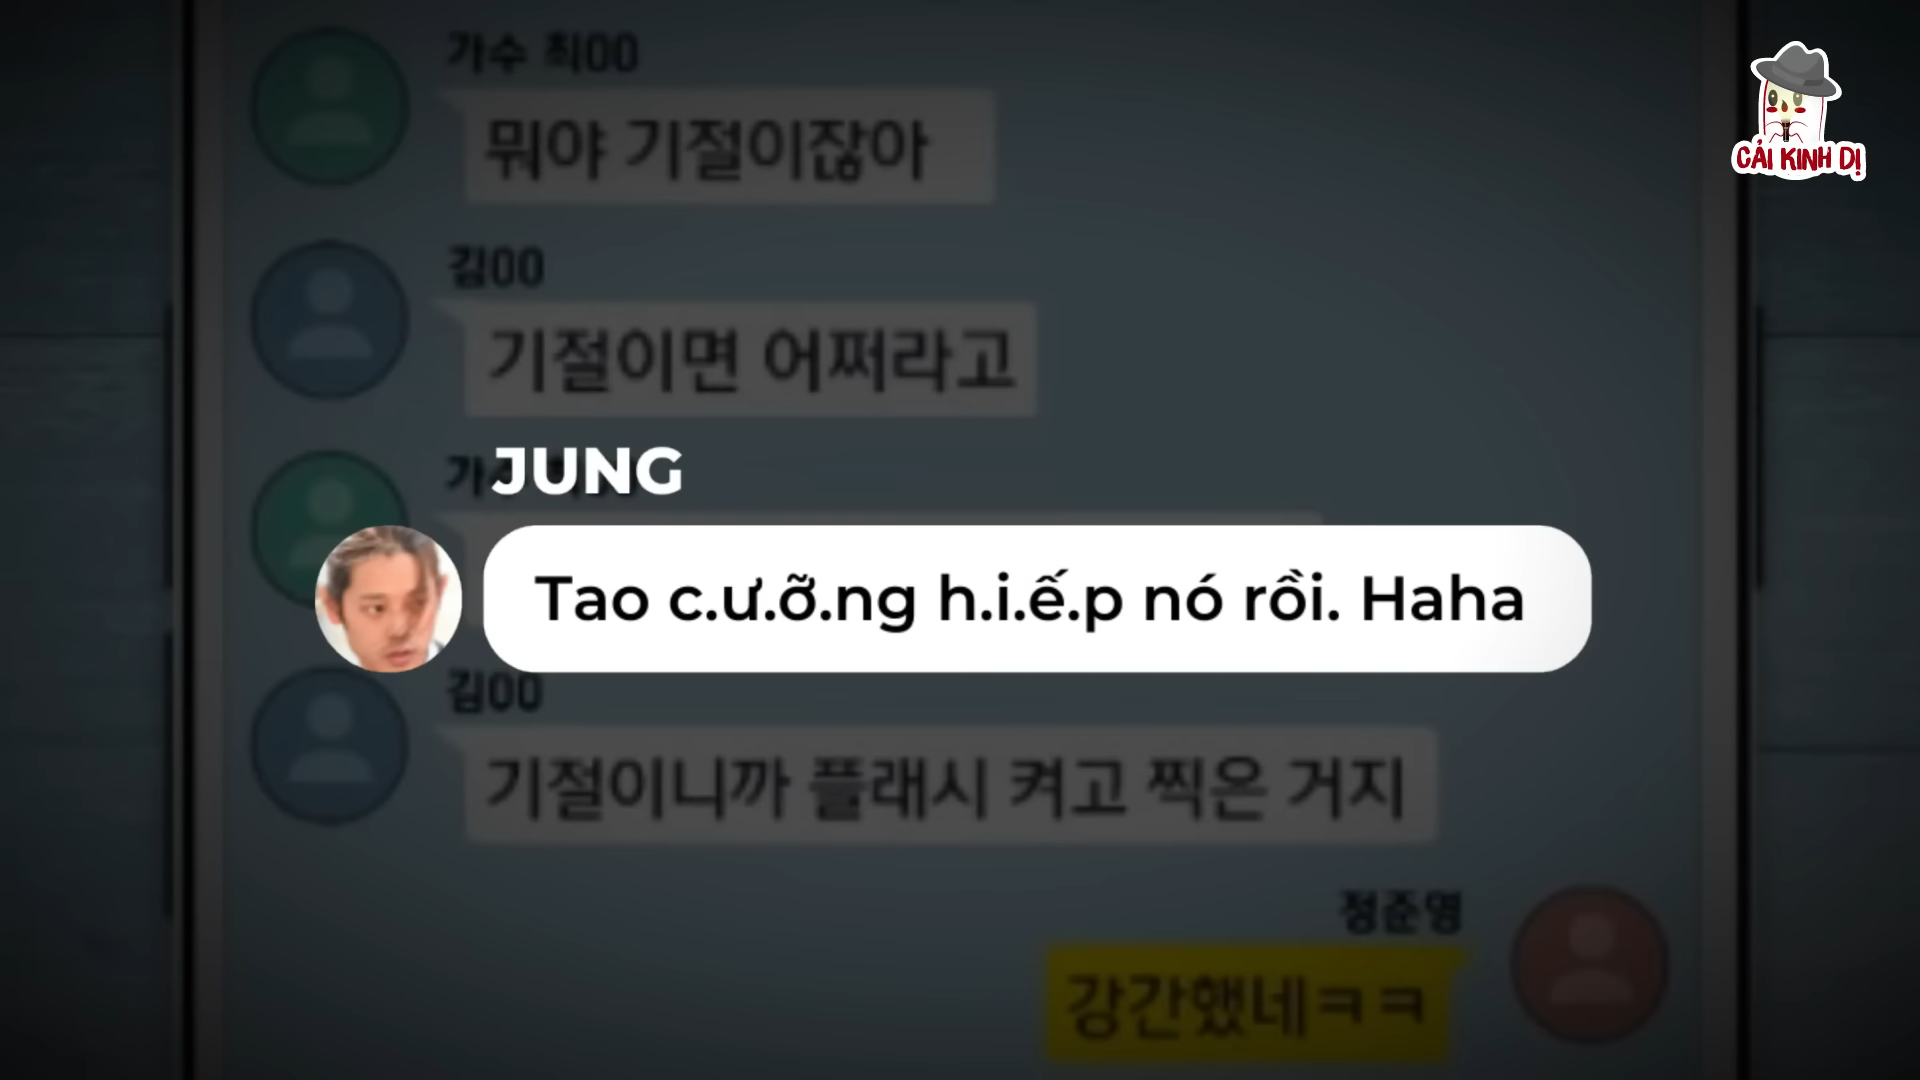 가수 최00
뭐야 기절이잖아
CẢI KINH DỊ
김00
기절이면 어쩌라고
JUNG
Tao c.ư.ỡ.ng h.i.ế.p nó rồi. Haha
김00
기절이니까 플래시 켜고 찍은 거지
정준영
강간했네ㅋㅋ